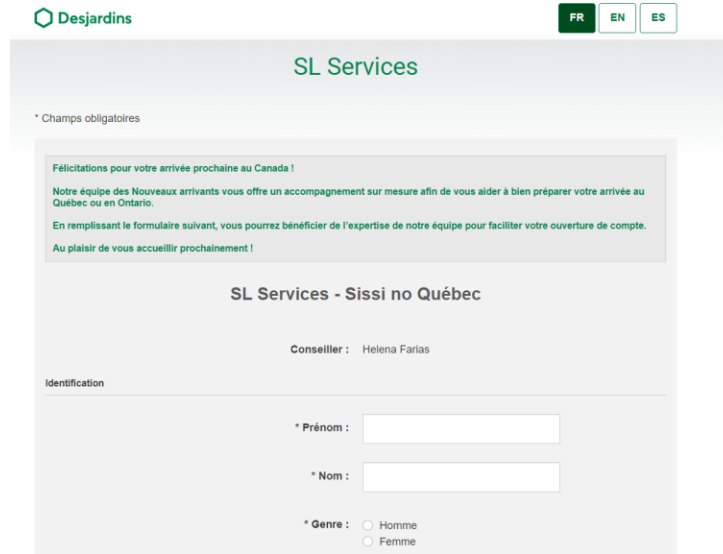 Desjardins
FR EN ES
SL Services
* Champs obligatoires
Félicitations pour votre arrivée prochaine au Canada !
Notre équipe des Nouveaux arrivants vous offre un accompagnement sur mesure afin de vous aider à bien préparer votre arrivée au
Québec ou en Ontario.
En remplissant le formulaire suivant, vous pourrez bénéficier de l'expertise de notre équipe pour faciliter votre ouverture de compte.
Au plaisir de vous accueillir prochainement !
SL Services - Sissi no Québec
Conseiller : Helena Farias
Identification
* Prénom :
* Nom :
* Genre : Homme
Femme